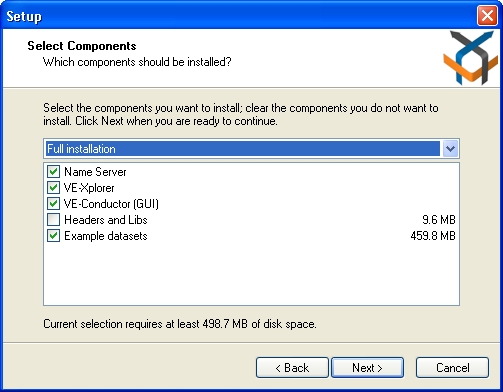 Setup
Select Components
Which components should be installed?
Select the components you want to install; clear the components you do not want to
install. Click Next when you are ready to continue.
Full installation
Name Server
VE-Xplorer
VE-Conductor (GUI)
Headers and Libs 9.6 MB
Example datasets 459.8 MB
Current selection requires at least 498.7 MB of disk space.
< Back Next > Cancel